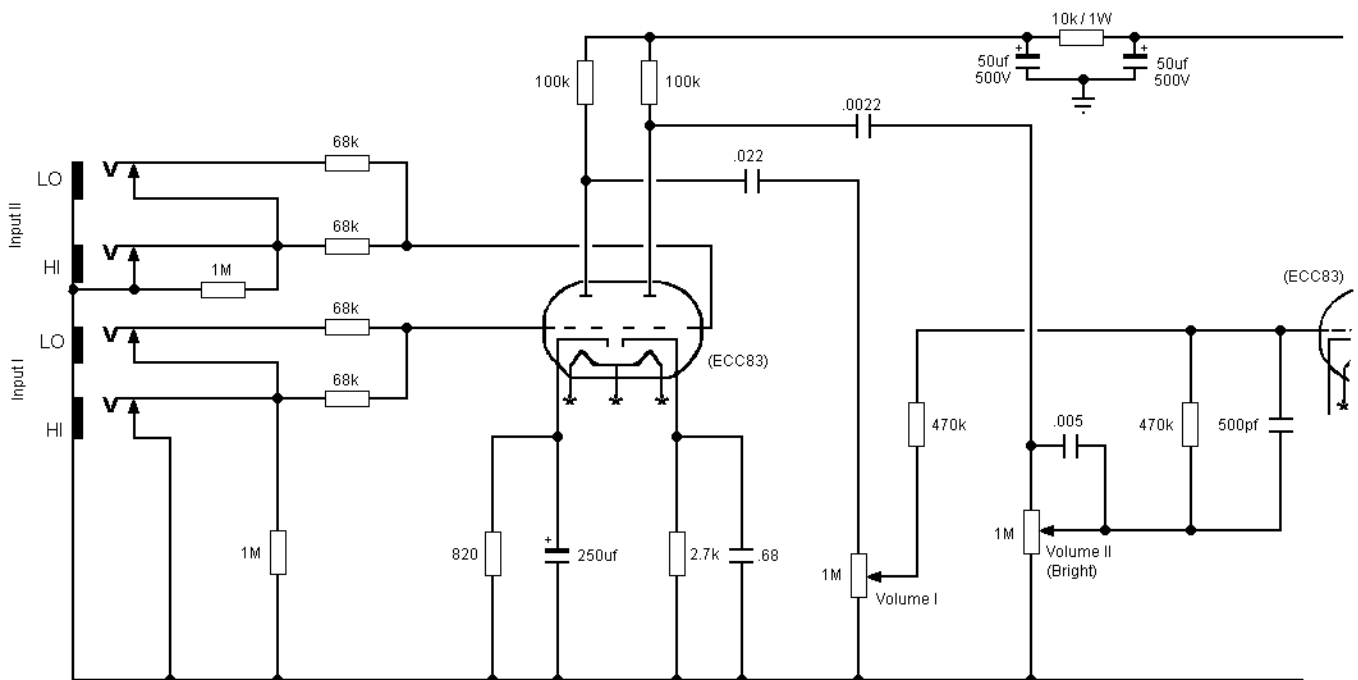 10k / 1W
50uf
500V
50uf
500V
100k
100k
.0022
.022
68k
LO
68k
Input II
HI
1M
68k
LO
Input I
68k
HI
(ECC83)
(ECC83)
470k
.005
470k
500pf
1M
820
250uf
2.7k
.68
1M
Volume I
1M
Volume II
(Bright)